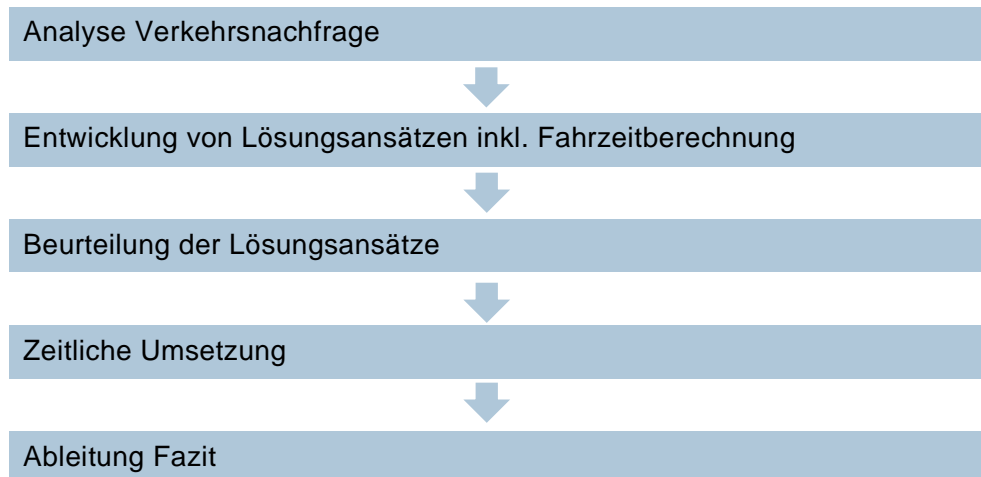 Analyse Verkehrsnachfrage
Entwicklung von Lösungsansätzen inkl. Fahrzeitberechnung
Beurteilung der Lösungsansätze
Zeitliche Umsetzung
Ableitung Fazit